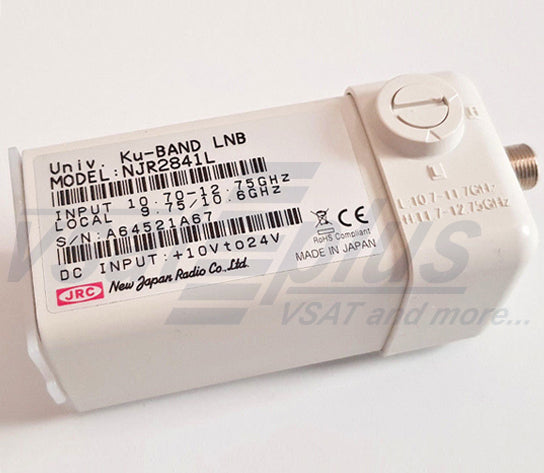 Univ. Ku-BAND LNB
MODEL:NJR2841L
INPUT 10.70-12.75GHz
LOCAL 9.75/10.6GHz
S/N:A64521A67
DC INPUT:+10Vto24V
JRC New Japan Radio Co.,Ltd.
CE
RoHS Compliant
MADE IN JAPAN
H
L
L 10.7-11.7GHz
H 11.7-12.75GHz
VSATplus
VSAT and more...